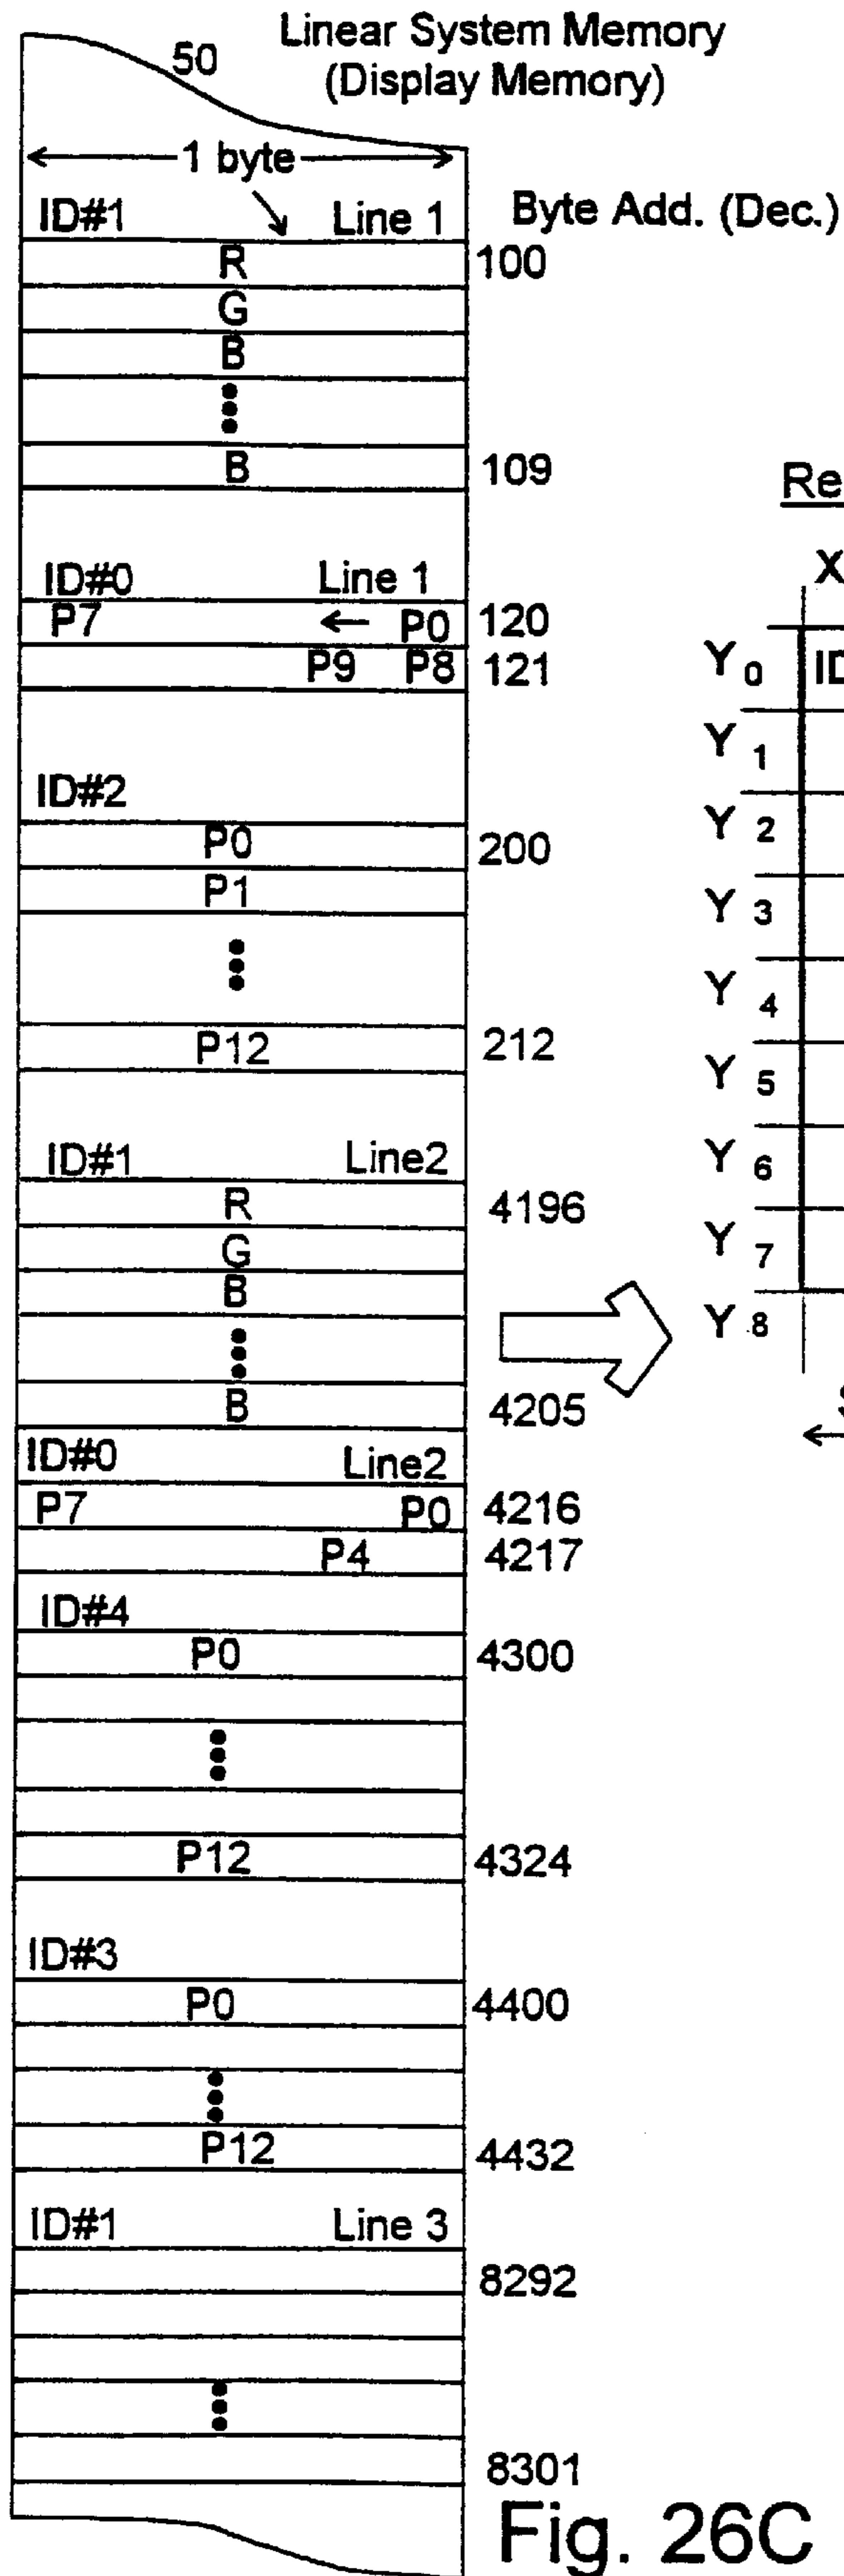 Linear System Memory
(Display Memory)
50
1 byte
Byte Add. (Dec.)
ID#1 Line 1
R 100
G
B
B 109
ID#0 Line 1
P7 ← P0 120
P9 P8 121
ID#2
P0 200
P1
P12 212
ID#1 Line2
R 4196
G
B
B 4205
ID#0 Line2
P7 P0 4216
P4 4217
ID#4
P0 4300
P12 4324
ID#3
P0 4400
P12 4432
ID#1 Line 3
8292
8301
Re
X
Y0 ID
Y1
Y2
Y3
Y4
Y5
Y6
Y7
Y8
Fig. 26C